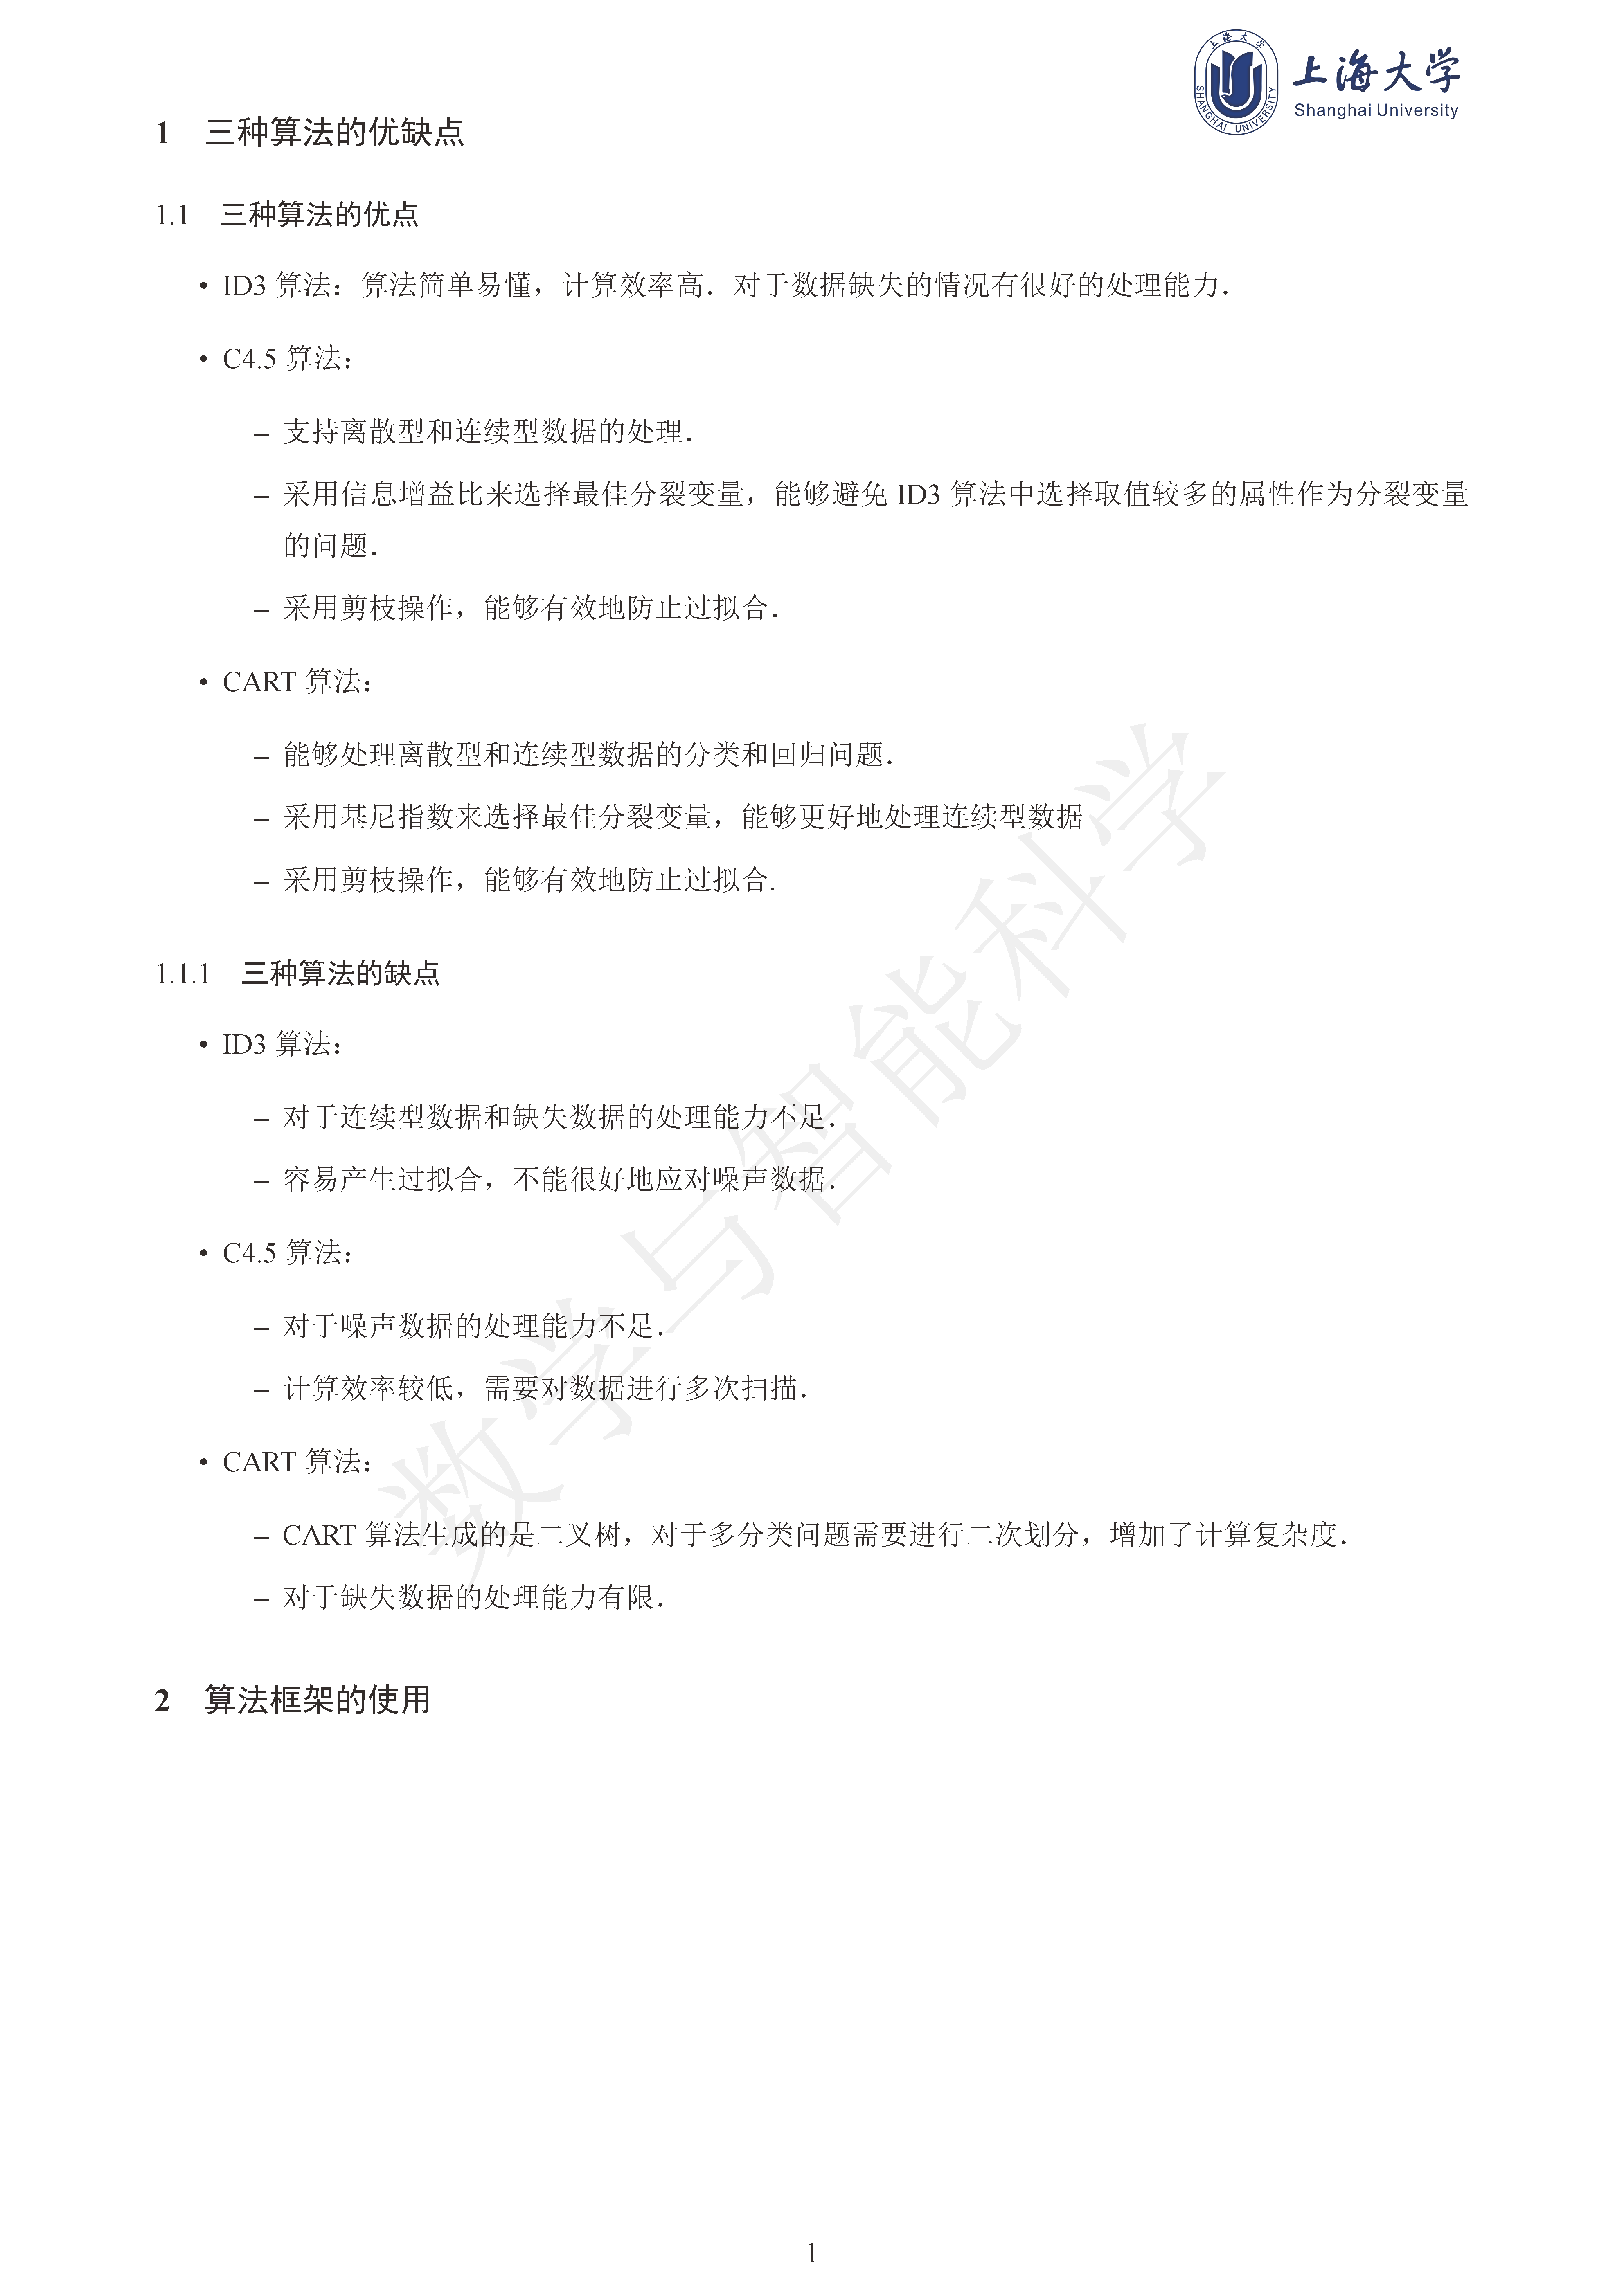 上海大学
SHANGHAI UNIVERSITY
上海大学
Shanghai University
1 三种算法的优缺点
1.1 三种算法的优点
• ID3 算法：算法简单易懂，计算效率高．对于数据缺失的情况有很好的处理能力．
• C4.5 算法：
– 支持离散型和连续型数据的处理．
– 采用信息增益比来选择最佳分裂变量，能够避免 ID3 算法中选择取值较多的属性作为分裂变量
的问题．
– 采用剪枝操作，能够有效地防止过拟合．
• CART 算法：
– 能够处理离散型和连续型数据的分类和回归问题．
– 采用基尼指数来选择最佳分裂变量，能够更好地处理连续型数据
– 采用剪枝操作，能够有效地防止过拟合.
1.1.1 三种算法的缺点
• ID3 算法：
– 对于连续型数据和缺失数据的处理能力不足．
– 容易产生过拟合，不能很好地应对噪声数据．
• C4.5 算法：
– 对于噪声数据的处理能力不足．
– 计算效率较低，需要对数据进行多次扫描．
• CART 算法：
– CART 算法生成的是二叉树，对于多分类问题需要进行二次划分，增加了计算复杂度．
– 对于缺失数据的处理能力有限．
2 算法框架的使用
数学与智能科学
1